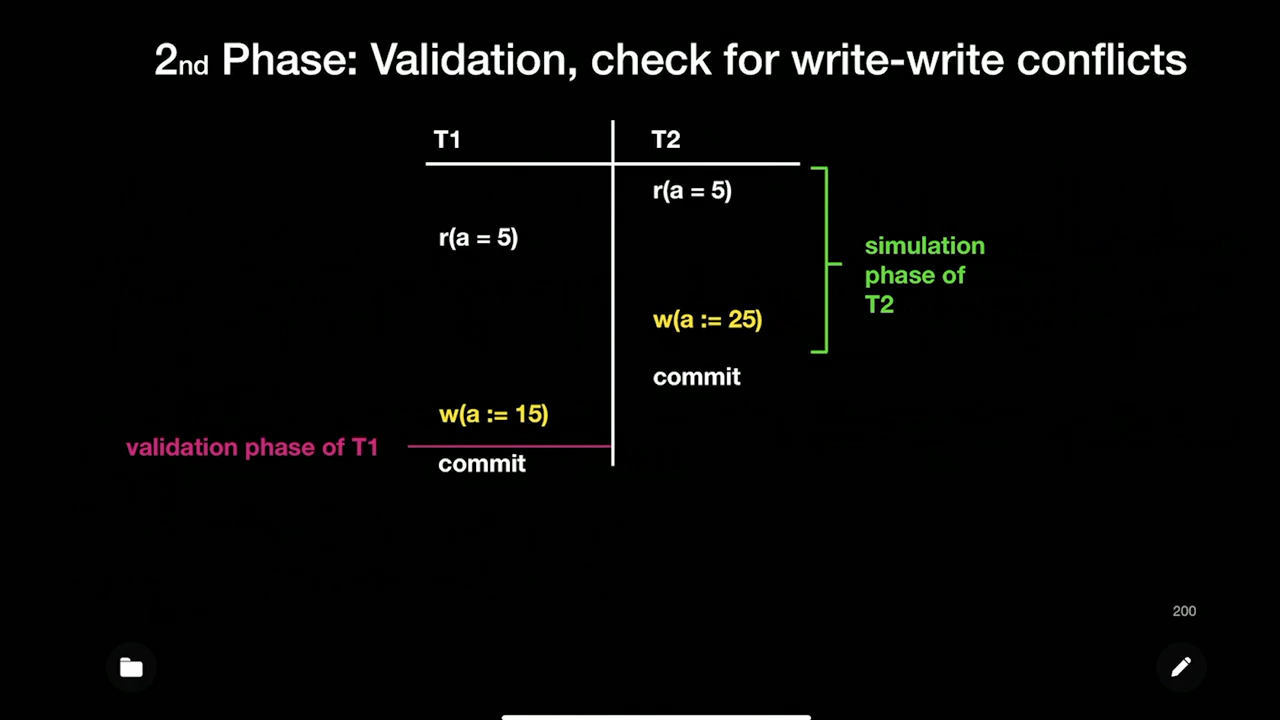 2nd Phase: Validation, check for write-write conflicts
T1 T2
r(a = 5)
r(a = 5)
simulation
phase of
T2
w(a := 25)
commit
w(a := 15)
validation phase of T1
commit
200